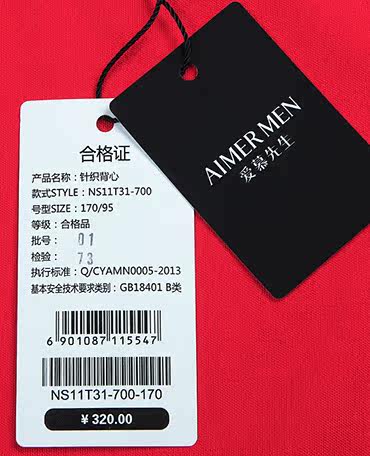 AIMER MEN
爱慕先生
合格证
产品名称：针织背心
款式STYLE：NS11T31-700
号型SIZE：170/95
等级：合格品
批号： 01
检验： 73
执行标准：Q/CYAMN0005-2013
基本安全技术要求类别：GB18401 B类
6 901087 115547
NS11T31-700-170
¥320.00